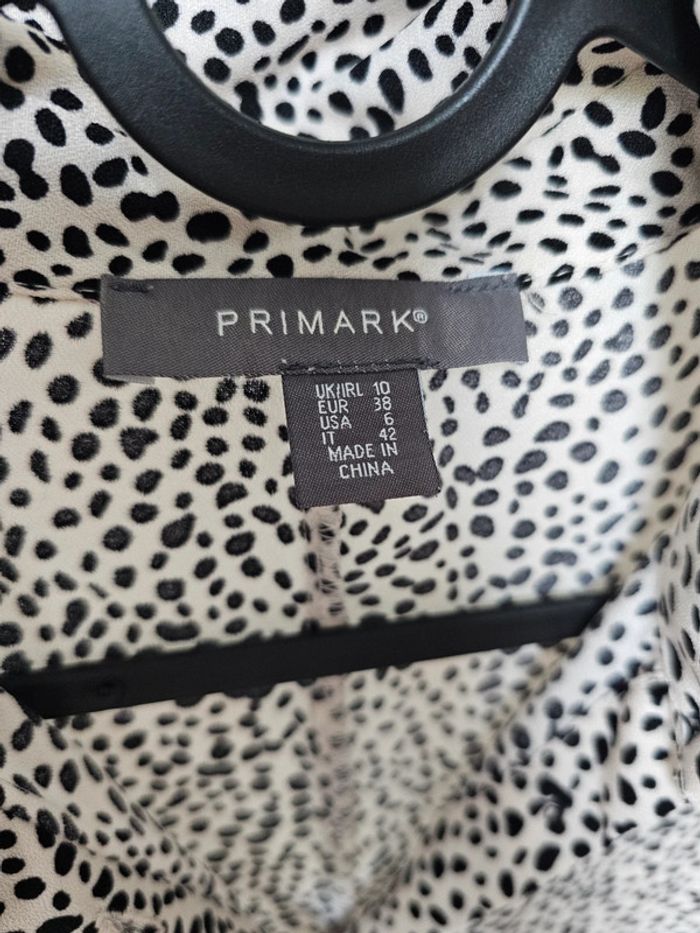 PRIMARK®
UK/IRL 10
EUR 38
USA 6
IT 42
MADE IN
CHINA